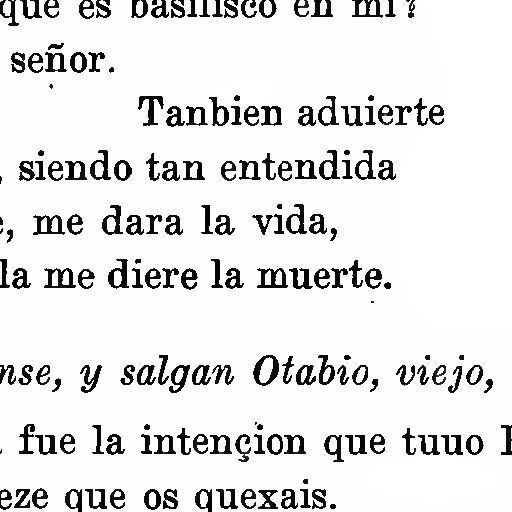 que es basilisco en mi?
señor.
Tanbien aduierte
, siendo tan entendida
e, me dara la vida,
la me diere la muerte.
nse, y salgan Otabio, viejo,
fue la intençion que tuuo
eze que os quexais.